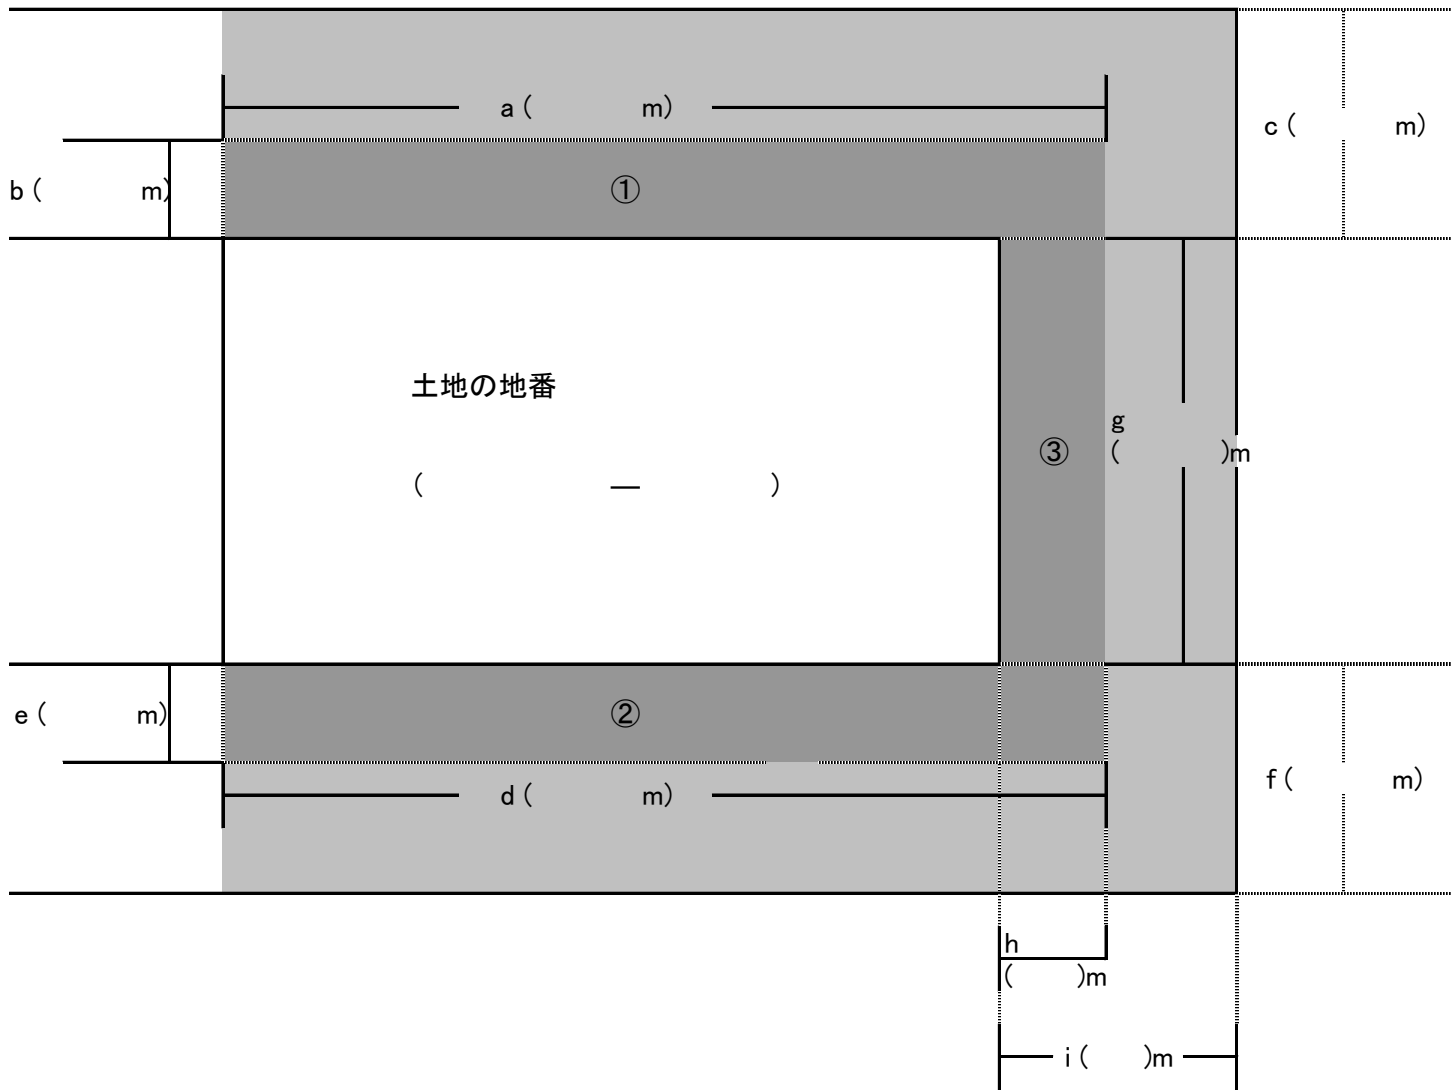 a (　　　　m)
c (　　　　m)
b (　　　　m)
①
土地の地番
g
③
(　　　　)m
(　　　　　　―　　　　)
e (　　　　m)
②
f (　　　　m)
d (　　　　m)
h
(　　)m
i (　　)m